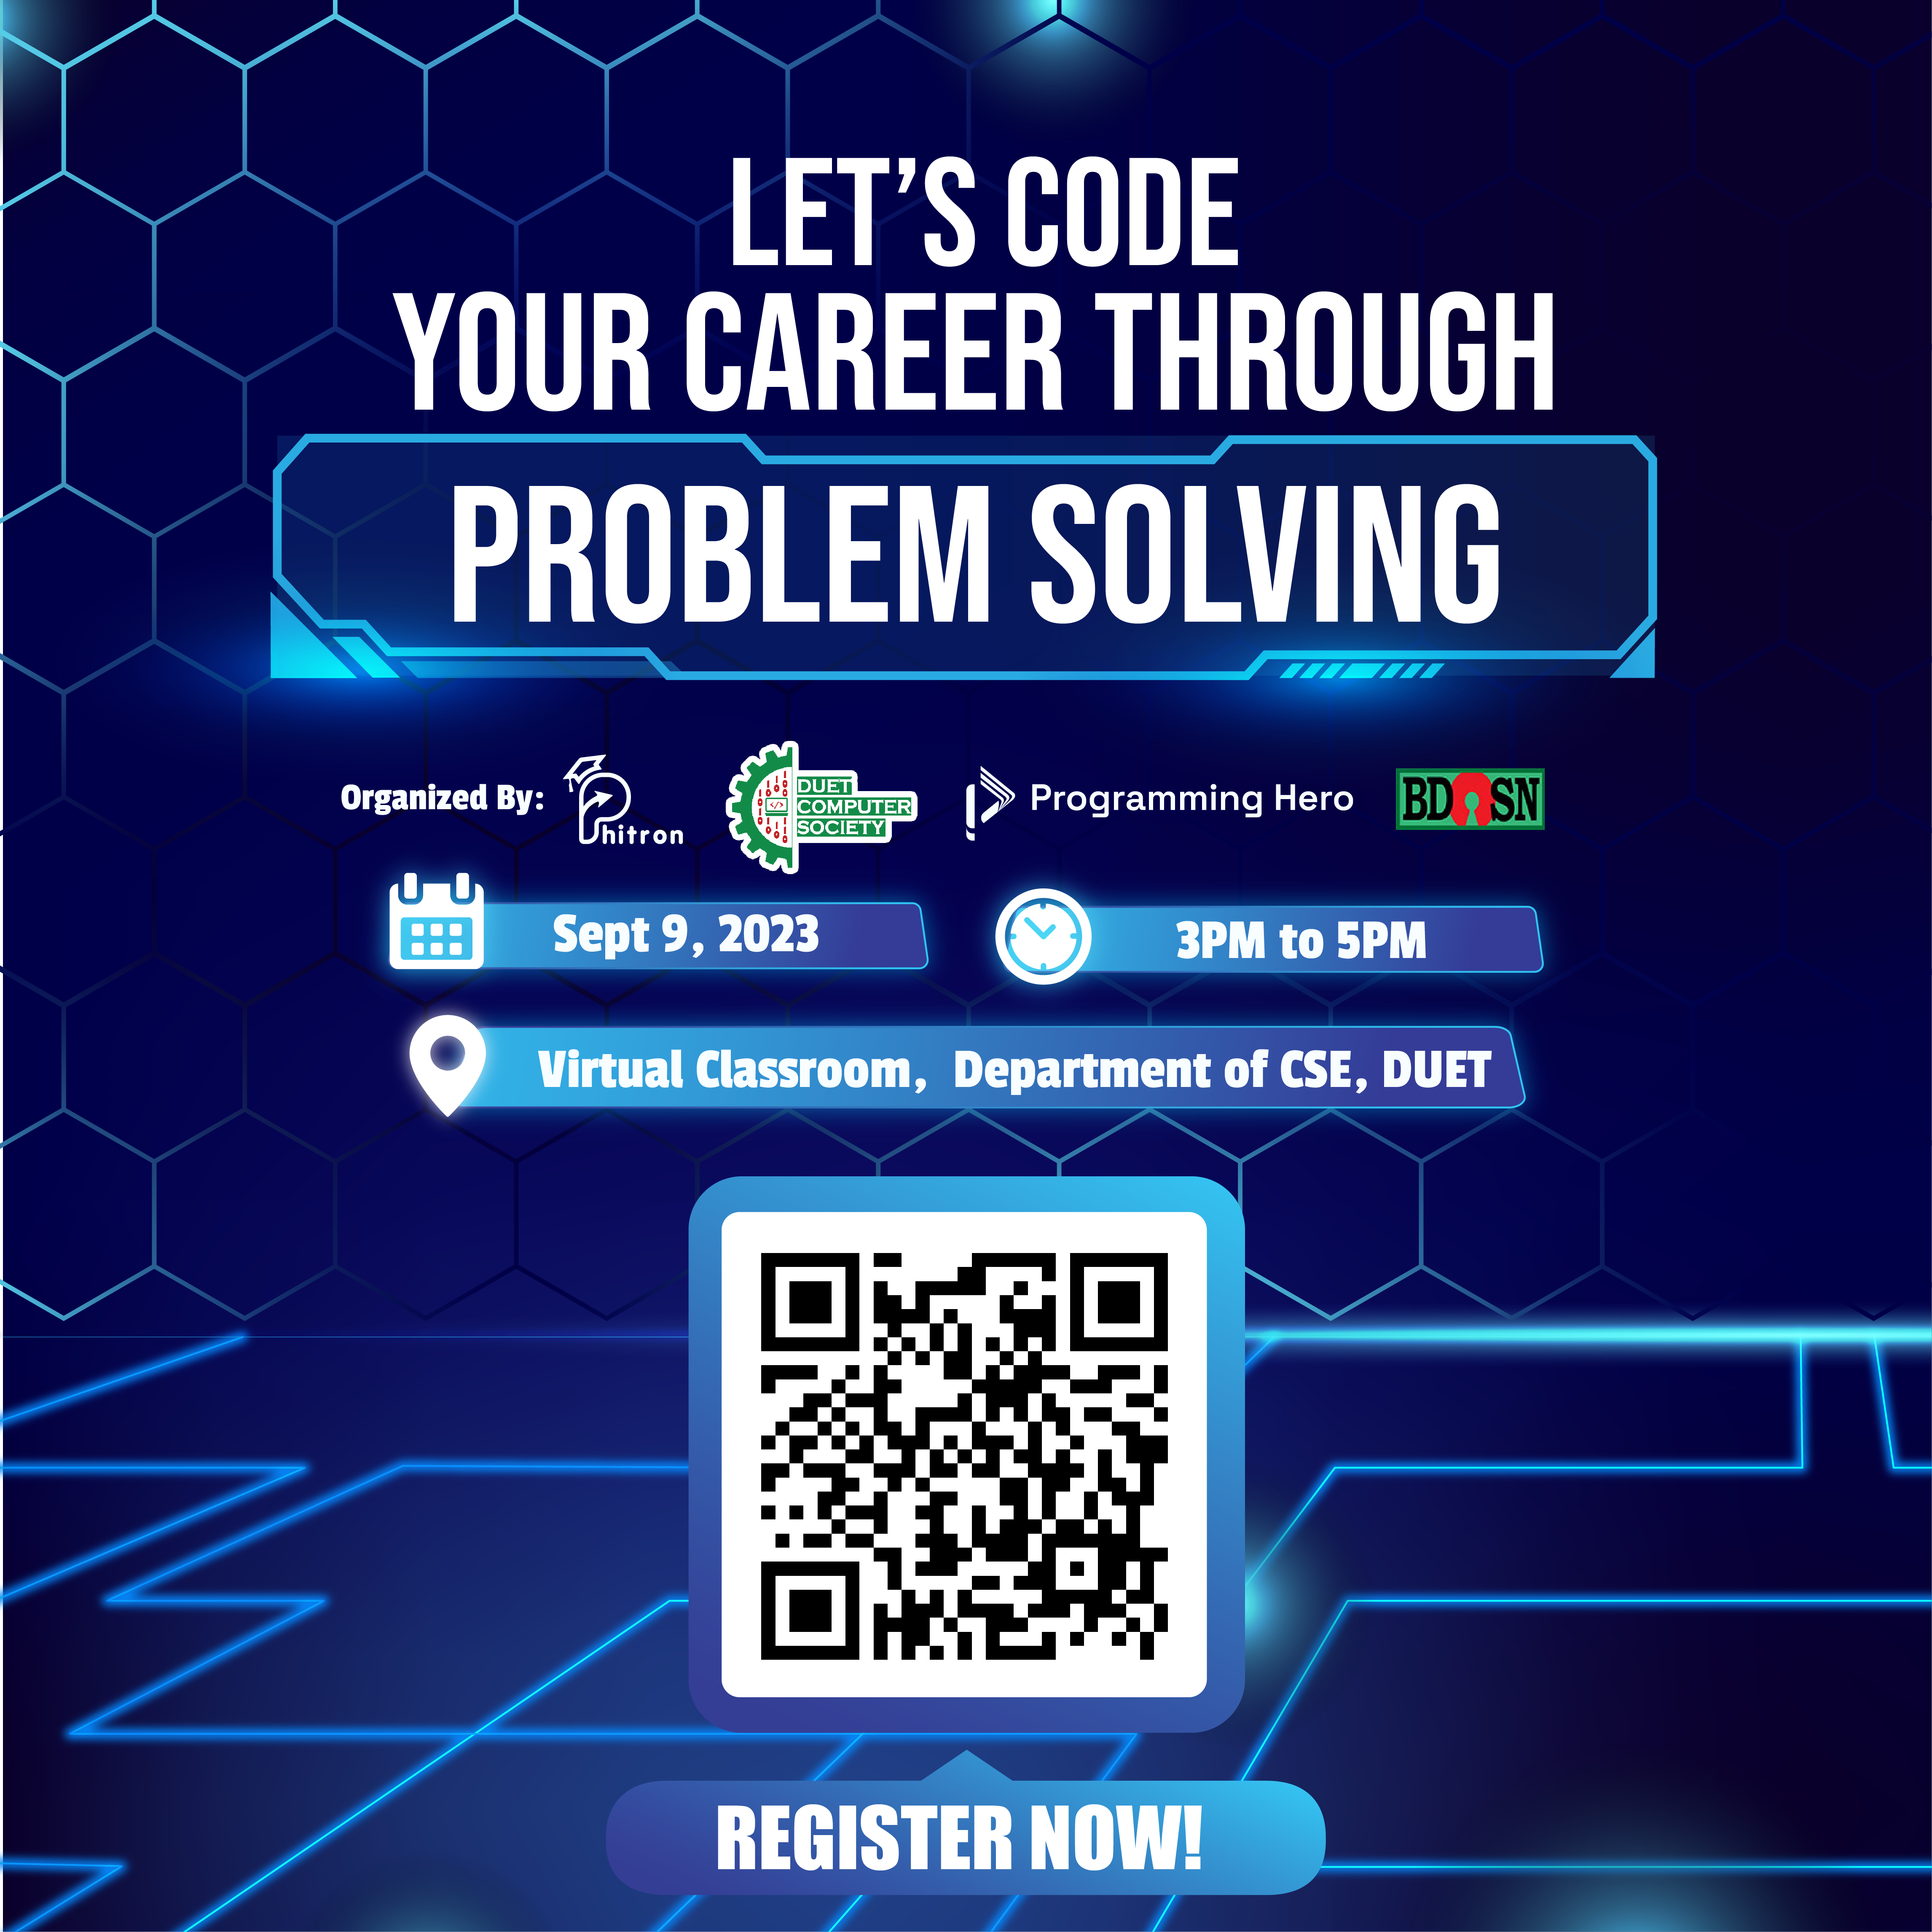 LET’S CODE
YOUR CAREER THROUGH
PROBLEM SOLVING
Organized By:
Phitron
DUET
COMPUTER
SOCIETY
</>
Programming Hero
BDOSN
Sept 9, 2023
3PM to 5PM
Virtual Classroom, Department of CSE, DUET
REGISTER NOW!